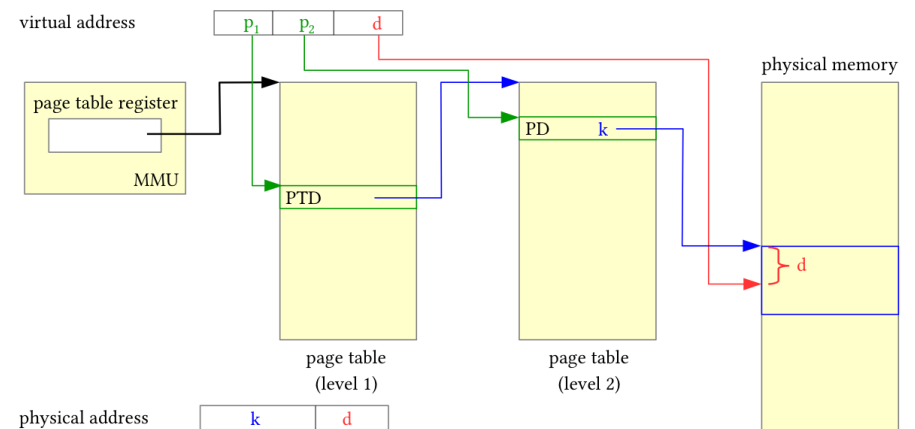 virtual address
p1 p2 d
physical memory
page table register
MMU
PD k
PTD
d
page table
(level 1)
page table
(level 2)
physical address
k d